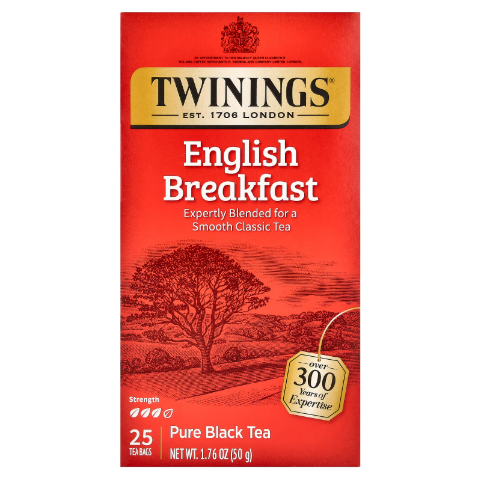 TWININGS®
EST. 1706 LONDON
English
Breakfast
Expertly Blended for a
Smooth Classic Tea
over
300
Years of
Expertise
Strength
25
TEA BAGS
Pure Black Tea
NET WT. 1.76 OZ (50 g)